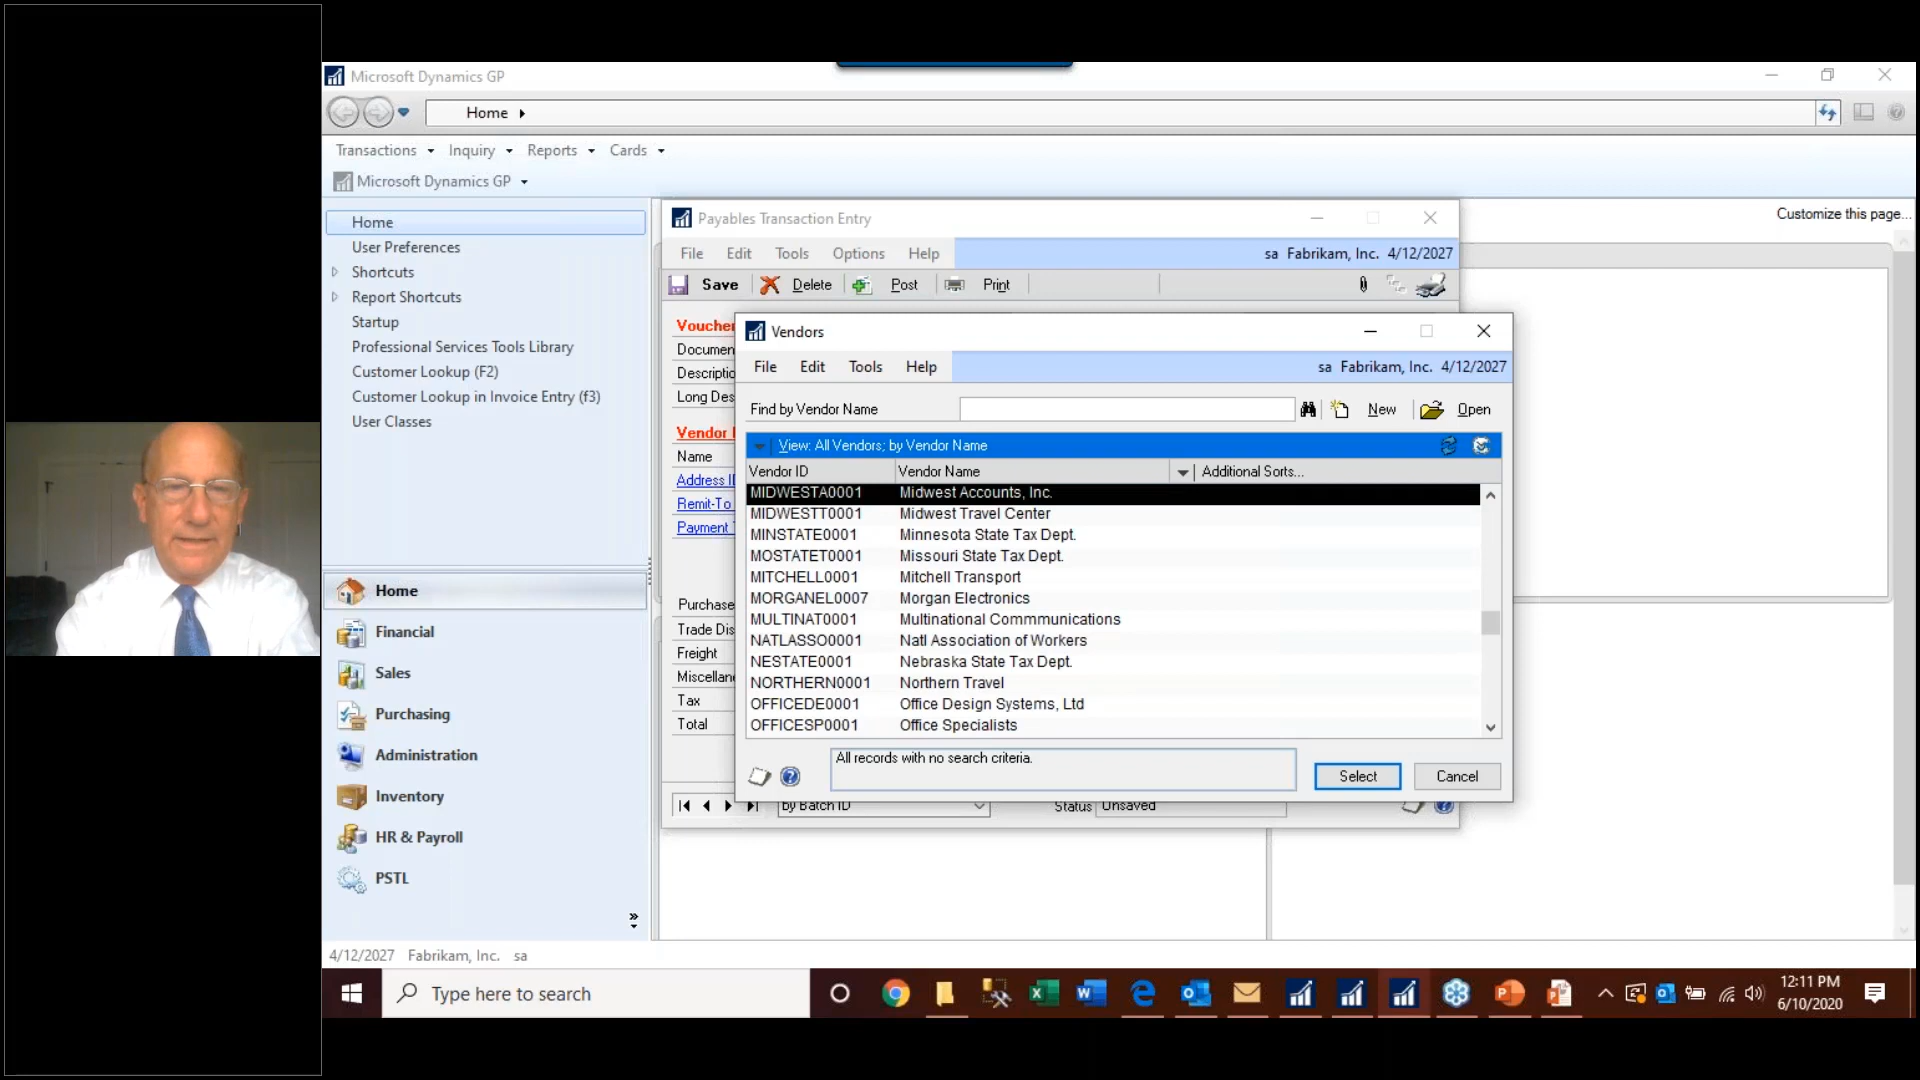 Microsoft Dynamics GP
Home
Transactions Inquiry Reports Cards
Microsoft Dynamics GP
Customize this page...
Home
User Preferences
Shortcuts
Report Shortcuts
Startup
Professional Services Tools Library
Customer Lookup (F2)
Customer Lookup in Invoice Entry (f3)
User Classes
Home
Financial
Sales
Purchasing
Administration
Inventory
HR & Payroll
PSTL
Payables Transaction Entry
File Edit Tools Options Help
sa Fabrikam, Inc. 4/12/2027
Save Delete Post Print
Voucher
Documen
Descriptio
Long Des
Vendor I
Name
Address I
Remit-To
Payment
Purchase
Trade Dis
Freight
Miscellan
Tax
Total
by Batch ID
Status Unsaved
Vendors
File Edit Tools Help
sa Fabrikam, Inc. 4/12/2027
Find by Vendor Name
New Open
View: All Vendors; by Vendor Name
Vendor ID Vendor Name Additional Sorts...
MIDWESTA0001 Midwest Accounts, Inc.
MIDWESTT0001 Midwest Travel Center
MINSTATE0001 Minnesota State Tax Dept.
MOSTATET0001 Missouri State Tax Dept.
MITCHELL0001 Mitchell Transport
MORGANEL0007 Morgan Electronics
MULTINAT0001 Multinational Commmunications
NATLASSO0001 Natl Association of Workers
NESTATE0001 Nebraska State Tax Dept.
NORTHERN0001 Northern Travel
OFFICEDE0001 Office Design Systems, Ltd
OFFICESP0001 Office Specialists
All records with no search criteria.
Select Cancel
4/12/2027 Fabrikam, Inc. sa
Type here to search
12:11 PM
6/10/2020